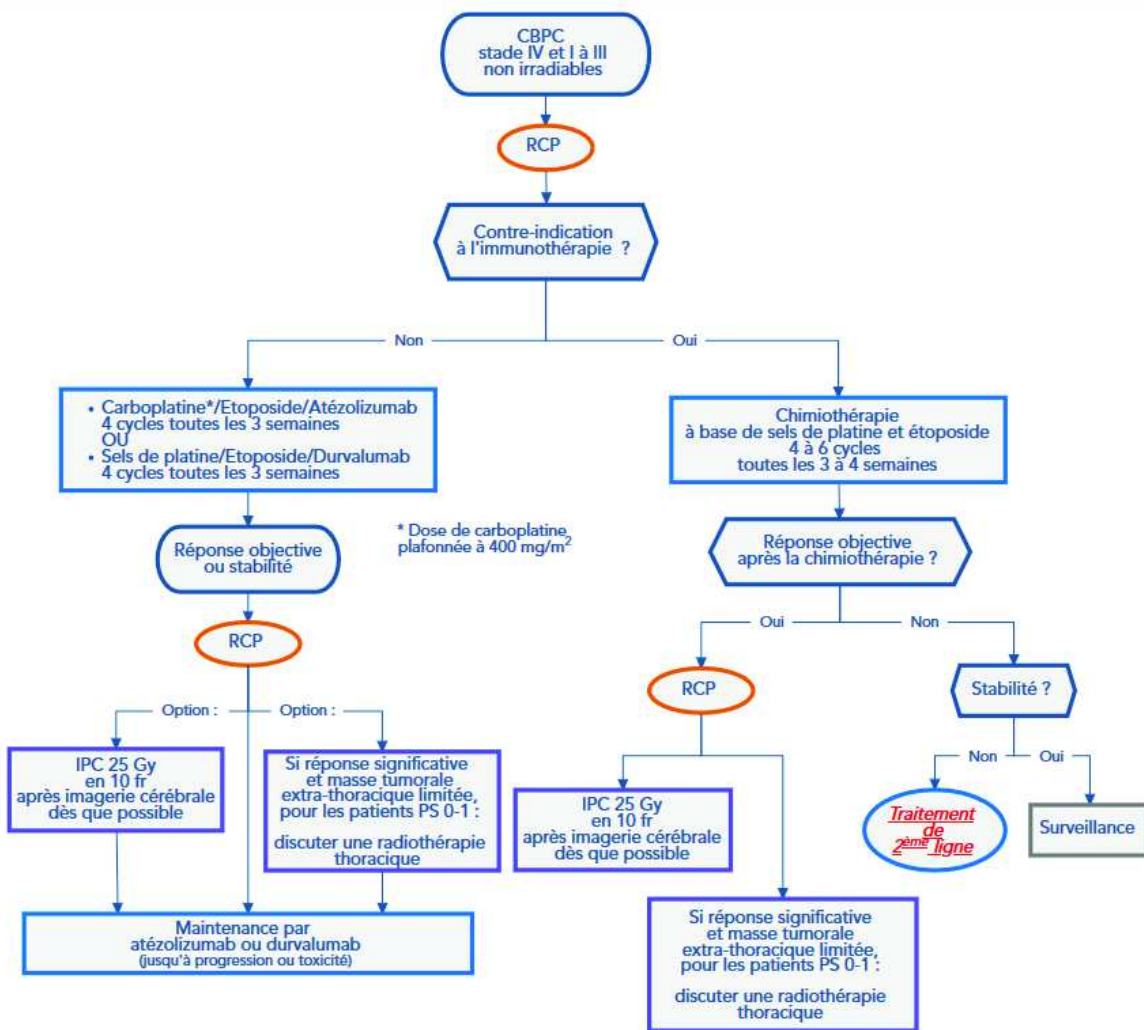 CBPC
stade IV et I à III
non irradiables
RCP
Contre-indication
à l'immunothérapie ?
Non
Oui
• Carboplatine*/Etoposide/Atézolizumab
4 cycles toutes les 3 semaines
OU
• Sels de platine/Etoposide/Durvalumab
4 cycles toutes les 3 semaines
Chimiothérapie
à base de sels de platine et étoposide
4 à 6 cycles
toutes les 3 à 4 semaines
* Dose de carboplatine
plafonnée à 400 mg/m²
Réponse objective
ou stabilité
Réponse objective
après la chimiothérapie ?
RCP
Oui
Non
RCP
Stabilité ?
Option :
Option :
Non
Oui
IPC 25 Gy
en 10 fr
après imagerie cérébrale
dès que possible
Si réponse significative
et masse tumorale
extra-thoracique limitée,
pour les patients PS 0-1 :
discuter une radiothérapie
thoracique
IPC 25 Gy
en 10 fr
après imagerie cérébrale
dès que possible
Traitement
de
2ème ligne
Surveillance
Maintenance par
atézolizumab ou durvalumab
(jusqu'à progression ou toxicité)
Si réponse significative
et masse tumorale
extra-thoracique limitée,
pour les patients PS 0-1 :
discuter une radiothérapie
thoracique